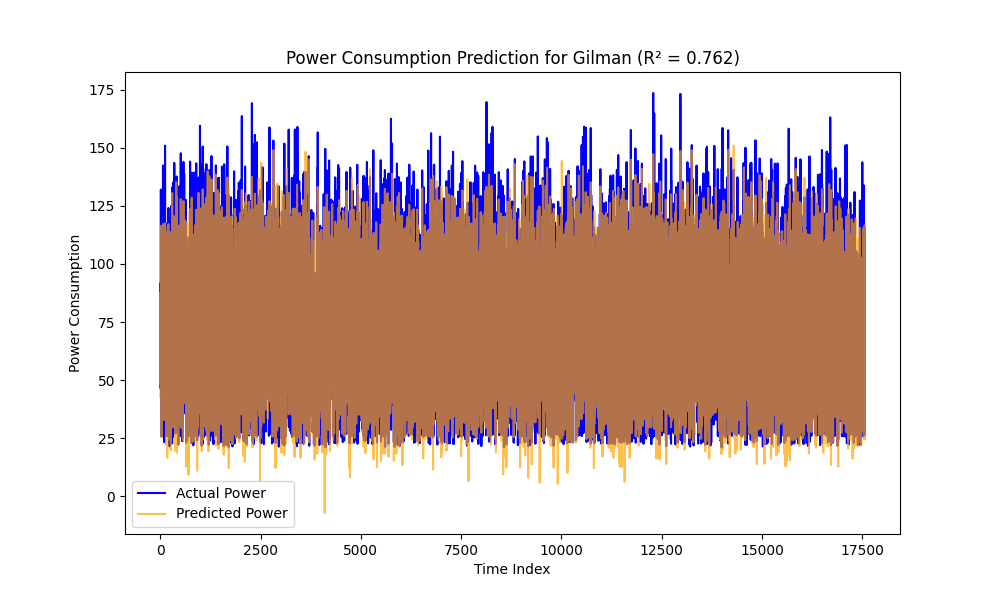 Power Consumption Prediction for Gilman (R² = 0.762)
175
150
125
100
75
50
25
0
Power Consumption
Actual Power
Predicted Power
0 2500 5000 7500 10000 12500 15000 17500
Time Index